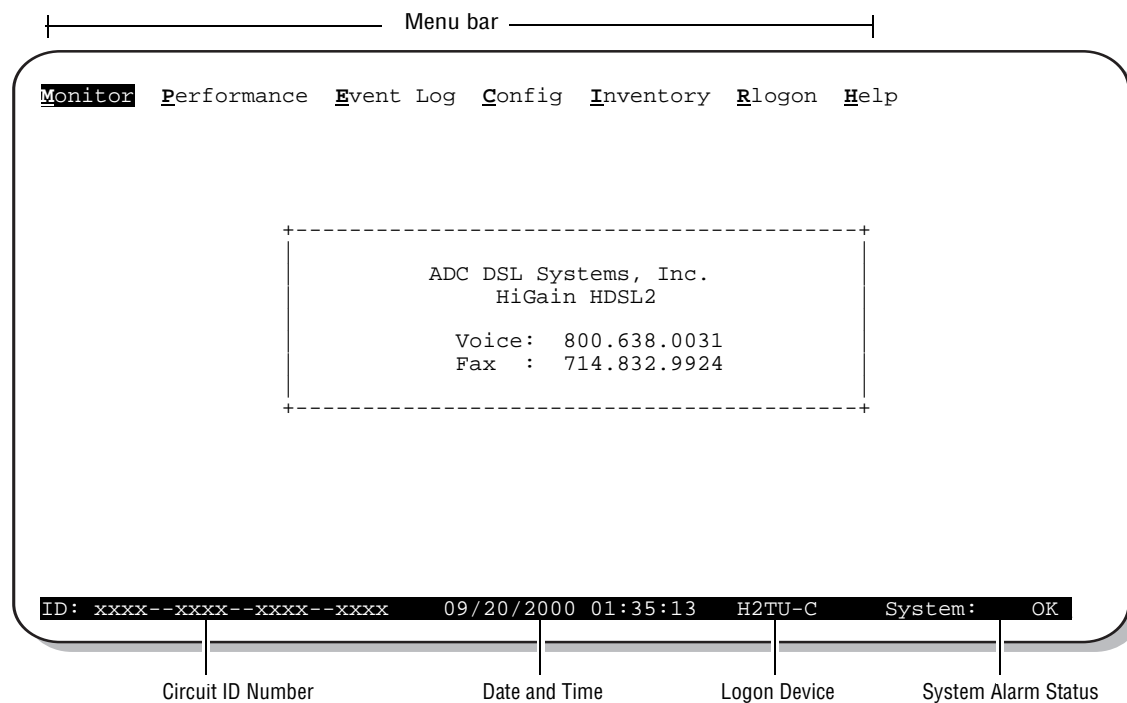 Menu bar
Monitor Performance Event Log Config Inventory Rlogon Help
ADC DSL Systems, Inc.
HiGain HDSL2
Voice: 800.638.0031
Fax : 714.832.9924
ID: xxxx--xxxx--xxxx--xxxx 09/20/2000 01:35:13 H2TU-C System: OK
Circuit ID Number Date and Time Logon Device System Alarm Status